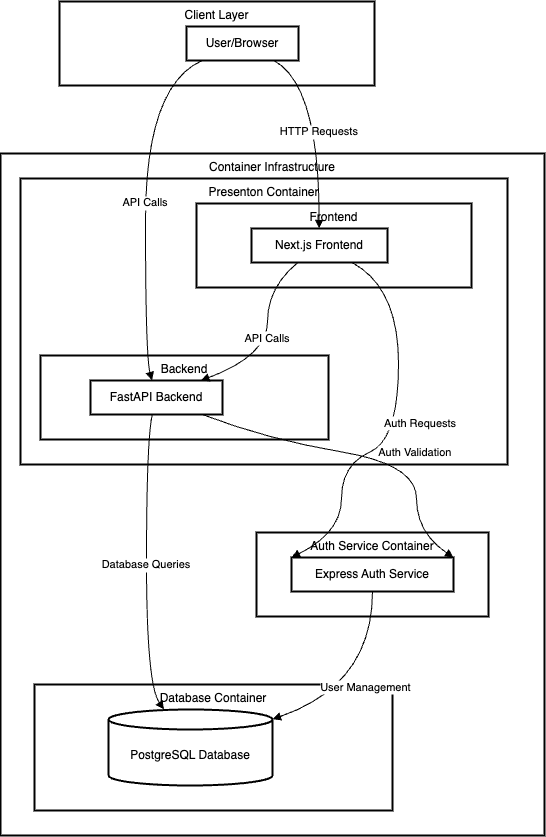 Client Layer
User/Browser
HTTP Requests
Container Infrastructure
Presenton Container
API Calls
Frontend
Next.js Frontend
API Calls
Backend
FastAPI Backend
Auth Requests
Auth Validation
Auth Service Container
Database Queries
Express Auth Service
User Management
Database Container
PostgreSQL Database